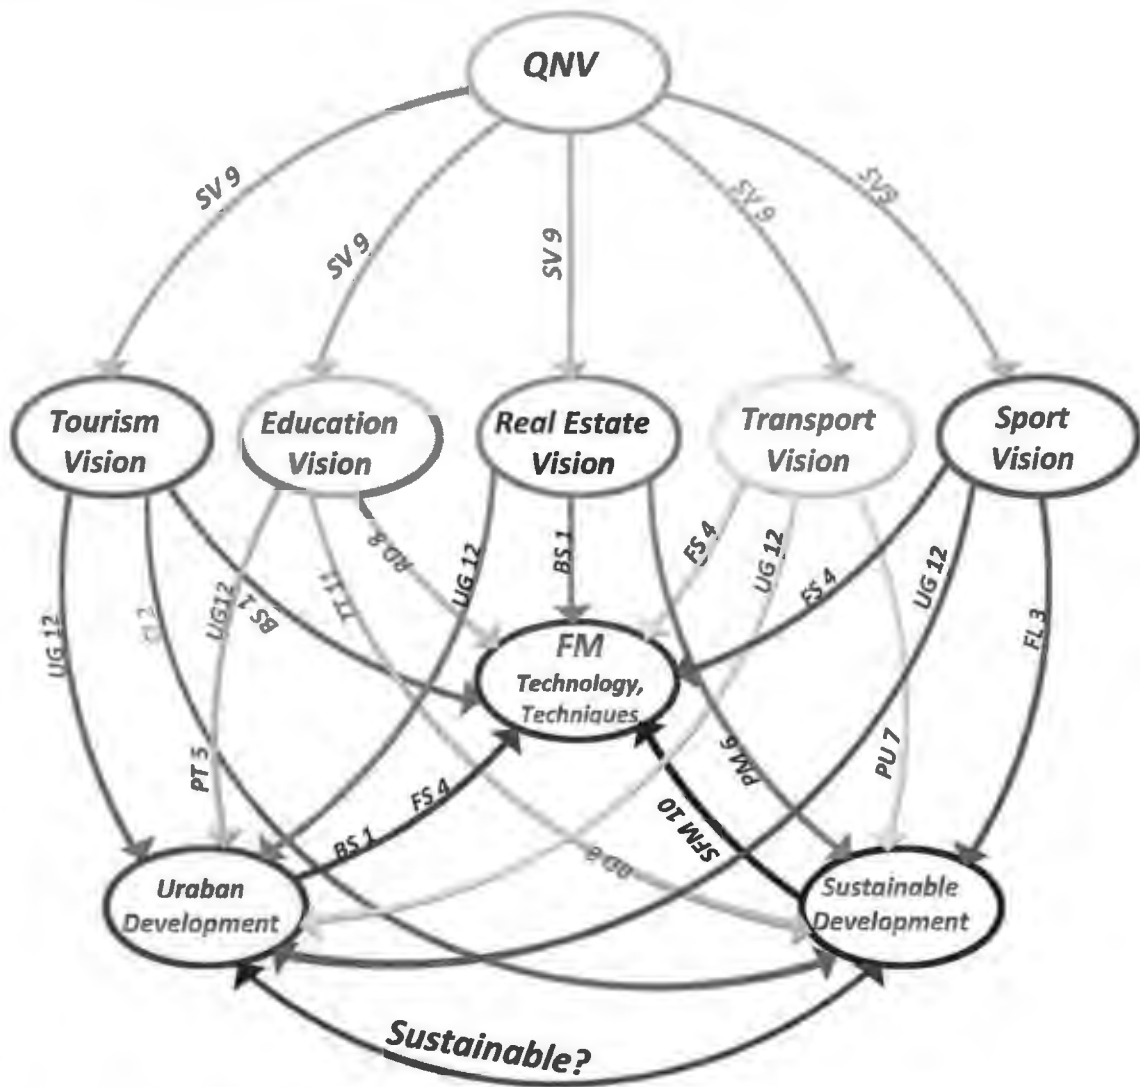 QNV
SV 9
SV 9
SV 9
SV 9
SV9
Tourism
Vision
Education
Vision
Real Estate
Vision
Transport
Vision
Sport
Vision
UG 12
BS 1
UG12
TT 11
RD 8
UG 12
BS 1
FS 4
UG 12
FS 4
UG 12
FL 3
FM
Technology,
Techniques
PT 5
BS 1
FS 4
SFM 10
PM 6
PU 7
RD 8
Uraban
Development
Sustainable
Development
Sustainable?